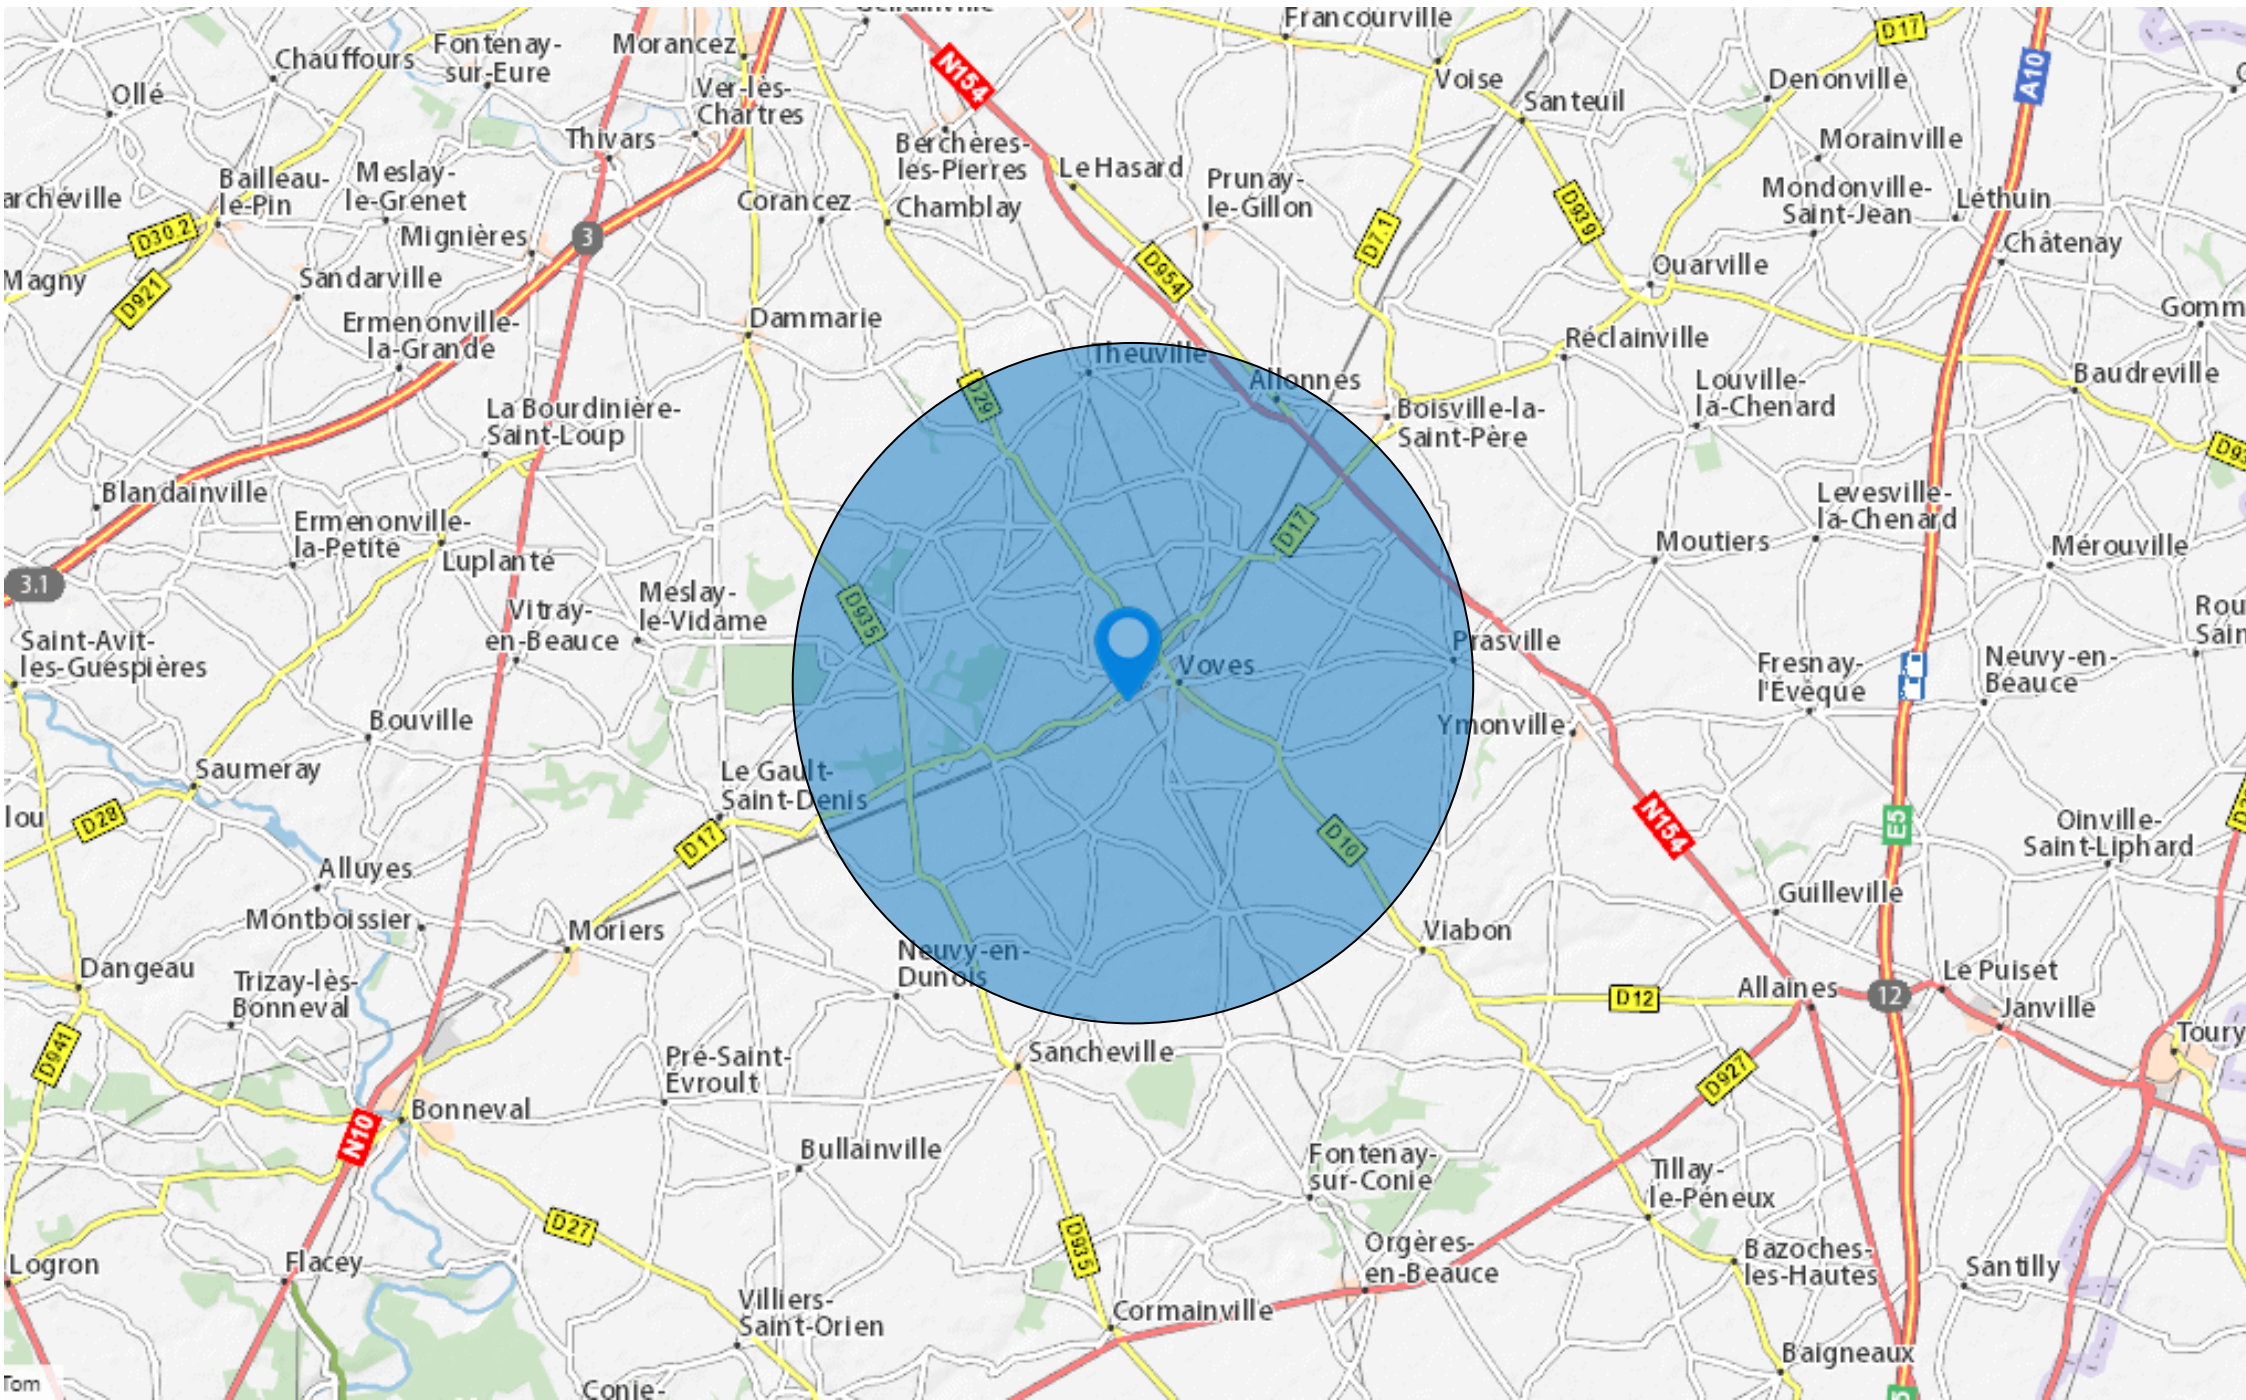 Francourville
D17
A10
Chauffours
Fontenay-
sur-Eure
Morancez
N154
Voise
Denonville
Ollé
Ver-lès-
Chartres
Santeuil
Thivars
Berchères-
les-Pierres
Le Hasard
Morainville
Bailleau-
le-Pin
Meslay-
le-Grenet
Prunay-
le-Gillon
Mondonville-
Saint-Jean
Léthuin
archéville
Corancez
Chamblay
D939
D30.2
Mignières
3
D7.1
Châtenay
Magny
D921
Sandarville
D954
Ouarville
Gomm
Ermenonville-
la-Grande
Dammarie
Réclainville
Theuville
Allonnes
Louville-
la-Chenard
Baudreville
D29
La Bourdinière-
Saint-Loup
Boisville-la-
Saint-Père
D93
Blandainville
Levesville-
la-Chenard
Ermenonville-
la-Petite
D17
Moutiers
Mérouville
Luplanté
3.1
D935
Meslay-
le-Vidame
Vitray-
en-Beauce
Rou
Sain
Saint-Avit-
les-Guespières
Prasville
Voves
Fresnay-
l'Évêque
Neuvy-en-
Beauce
Bouville
Ymonville
Saumeray
Le Gault-
Saint-Denis
lou
D28
D17
D10
N154
E5
Oinville-
Saint-Liphard
Alluyes
Guilleville
Montboissier
Moriers
Viabon
Neuvy-en-
Dunois
Dangeau
Trizay-lès-
Bonneval
Le Puiset
Allaines
12
D12
Janville
Toury
D941
Pré-Saint-
Évroult
Sancheville
D927
Bonneval
N10
Bullainville
Fontenay-
sur-Conie
Tillay-
le-Péneux
D27
D935
Orgères-
en-Beauce
Bazoches-
les-Hautes
Logron
Flacey
Santilly
Villiers-
Saint-Orien
Cormainville
Baigneaux
Tom
Conie-